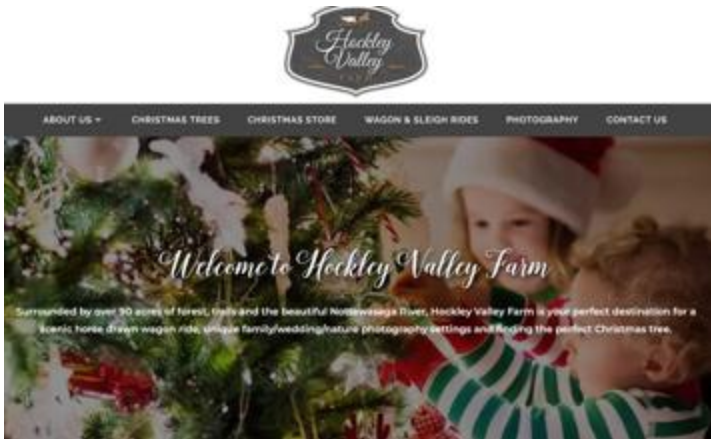 Hockley
Valley
FARM
ABOUT US
CHRISTMAS TREES
CHRISTMAS STORE
WAGON & SLEIGH RIDES
PHOTOGRAPHY
CONTACT US
Welcome to Hockley Valley Farm
Surrounded by over 90 acres of forest, trails and the beautiful Nottawasaga River, Hockley Valley Farm is your perfect destination for a
scenic horse drawn wagon ride, unique family/wedding/nature photography settings and finding the perfect Christmas tree.